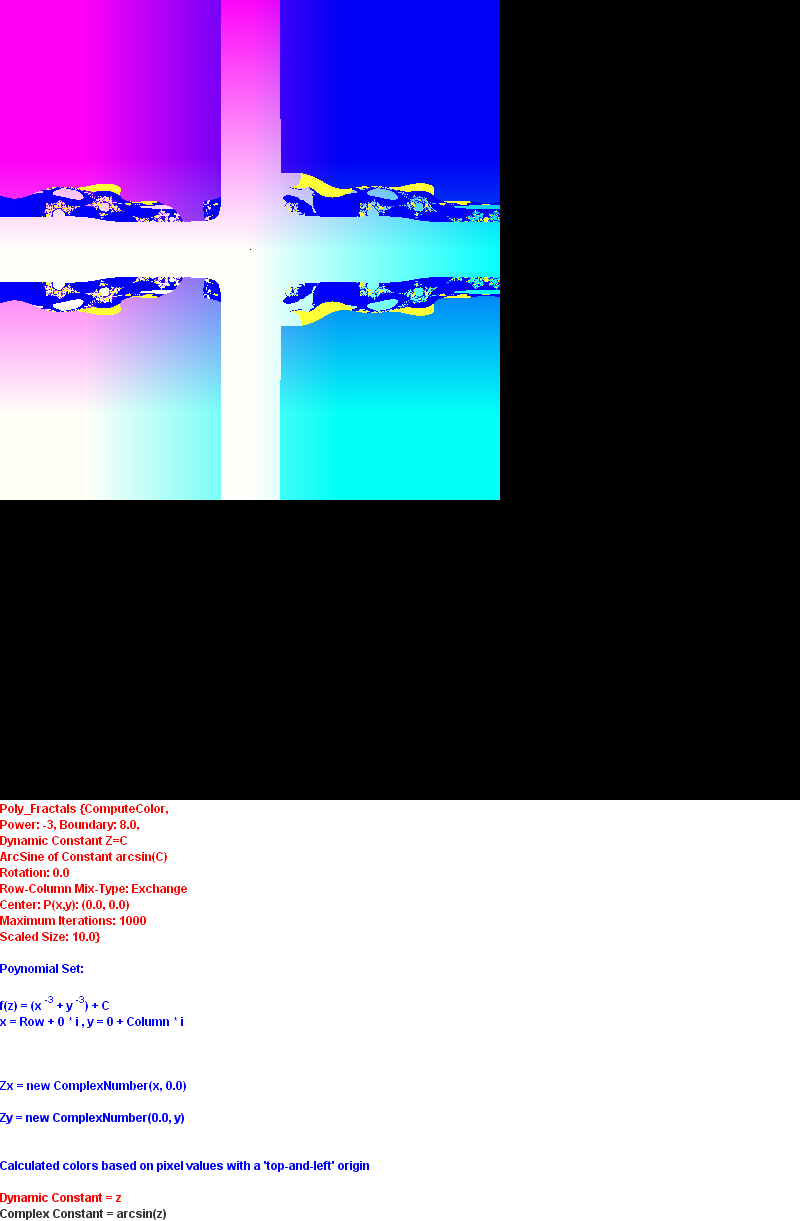 Poly_Fractals {ComputeColor,
Power: -3, Boundary: 8.0,
Dynamic Constant Z=C
ArcSine of Constant arcsin(C)
Rotation: 0.0
Row-Column Mix-Type: Exchange
Center: P(x,y): (0.0, 0.0)
Maximum Iterations: 1000
Scaled Size: 10.0}
Poynomial Set:
f(z) = (x -3 + y -3) + C
x = Row + 0 * i , y = 0 + Column * i
Zx = new ComplexNumber(x, 0.0)
Zy = new ComplexNumber(0.0, y)
Calculated colors based on pixel values with a 'top-and-left' origin
Dynamic Constant = z
Complex Constant = arcsin(z)